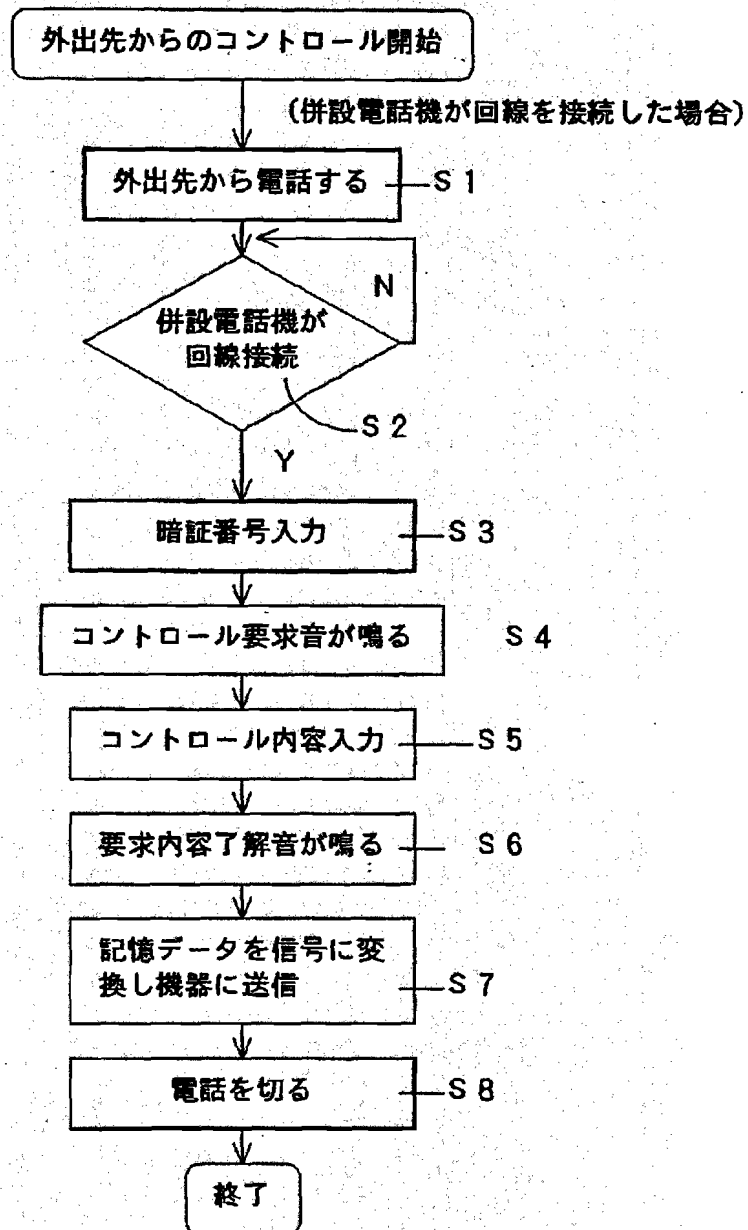 外出先からのコントロール開始
(併設電話機が回線を接続した場合)
外出先から電話する
S1
N
併設電話機が
回線接続
S2
Y
暗証番号入力
S3
コントロール要求音が鳴る
S4
コントロール内容入力
S5
要求内容了解音が鳴る
S6
記憶データを信号に変
換し機器に送信
S7
電話を切る
S8
終了